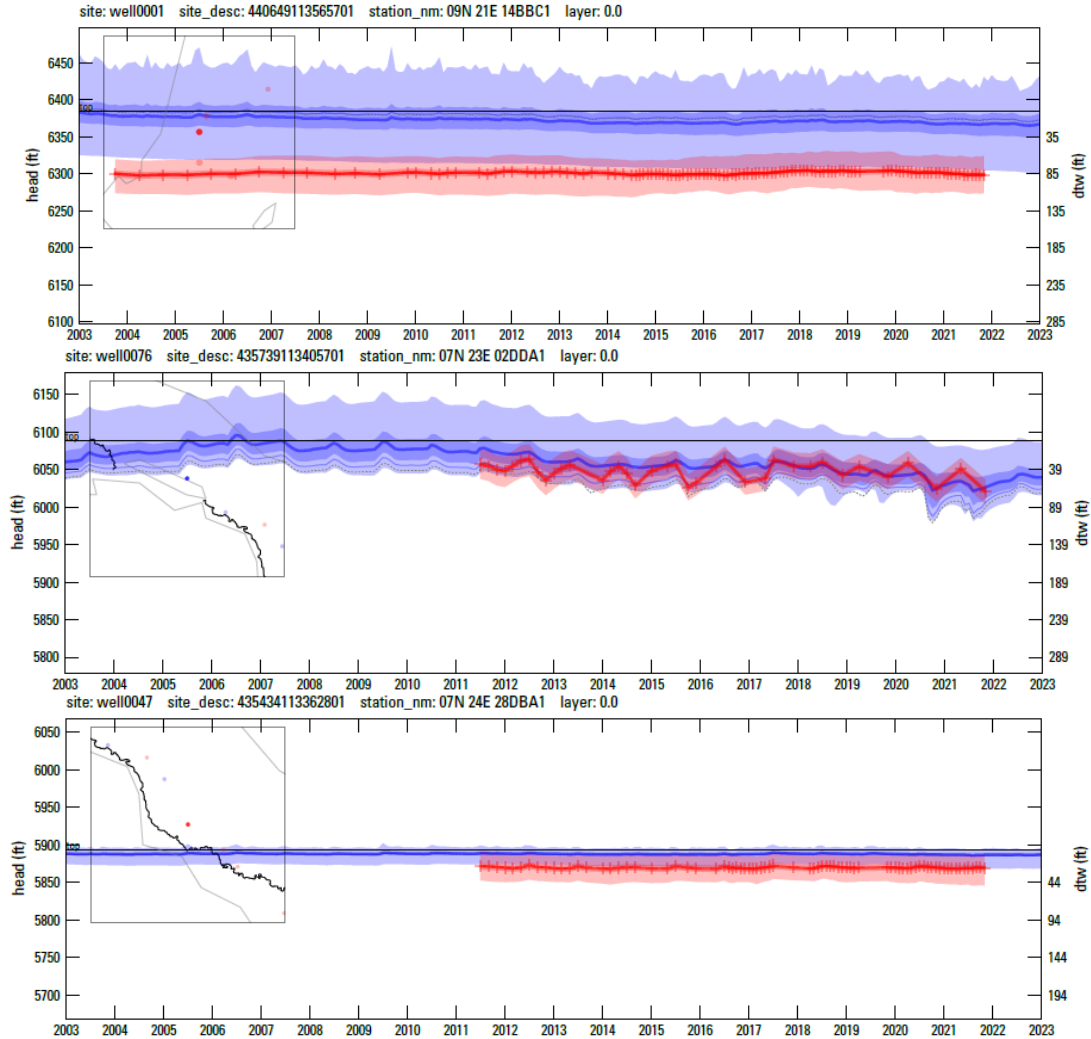 site: well0001 site_desc: 440649113565701 station_nm: 09N 21E 14BBC1 layer: 0.0
6450
6400
top
6350
6300
6250
6200
6150
6100
head (ft)
35
85
135
185
235
285
dtw (ft)
2003 2004 2005 2006 2007 2008 2009 2010 2011 2012 2013 2014 2015 2016 2017 2018 2019 2020 2021 2022 2023
site: well0076 site_desc: 435739113405701 station_nm: 07N 23E 02DDA1 layer: 0.0
6150
6100
top
6050
6000
5950
5900
5850
5800
head (ft)
39
89
139
189
239
289
dtw (ft)
2003 2004 2005 2006 2007 2008 2009 2010 2011 2012 2013 2014 2015 2016 2017 2018 2019 2020 2021 2022 2023
site: well0047 site_desc: 435434113362801 station_nm: 07N 24E 28DBA1 layer: 0.0
6050
6000
5950
5900
top
5850
5800
5750
5700
head (ft)
44
94
144
194
dtw (ft)
2003 2004 2005 2006 2007 2008 2009 2010 2011 2012 2013 2014 2015 2016 2017 2018 2019 2020 2021 2022 2023